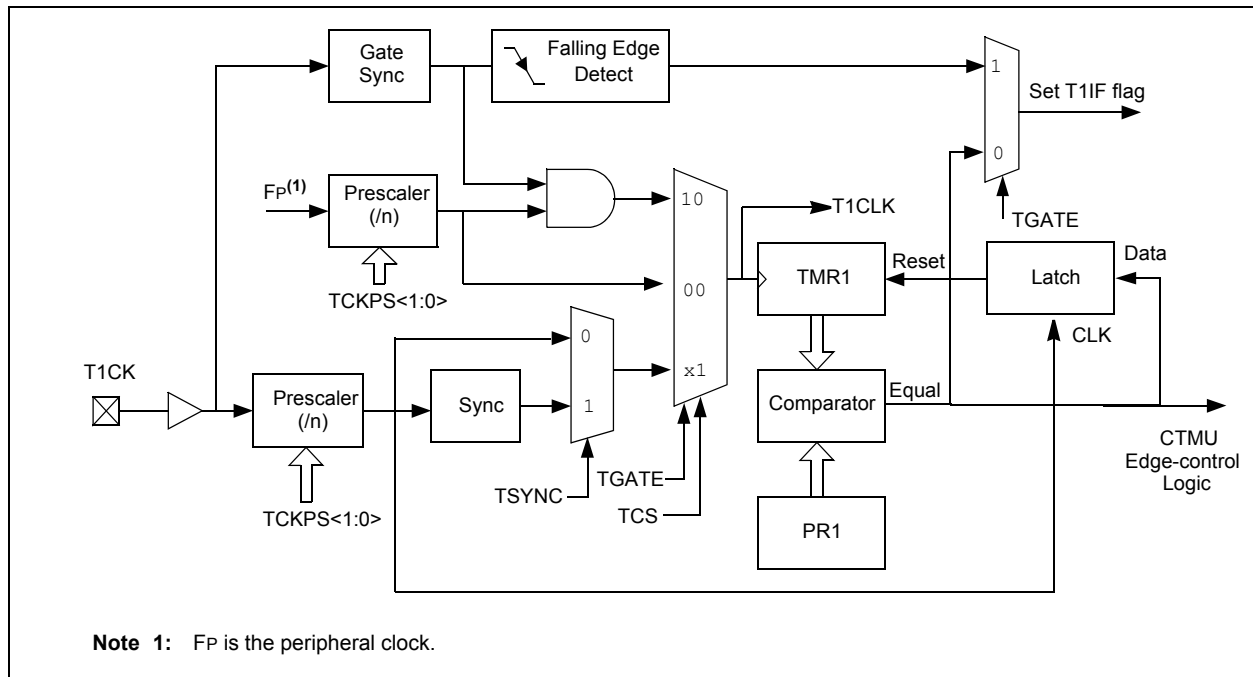 Gate
Sync
Falling Edge
Detect
1
Set T1IF flag
0
TGATE
FP(1)
Prescaler
(/n)
TCKPS<1:0>
10
00
x1
T1CLK
TMR1
Reset
Latch
Data
CLK
T1CK
Prescaler
(/n)
TCKPS<1:0>
Sync
0
1
TSYNC
TGATE
TCS
Comparator
Equal
PR1
CTMU
Edge-control
Logic
Note 1: FP is the peripheral clock.